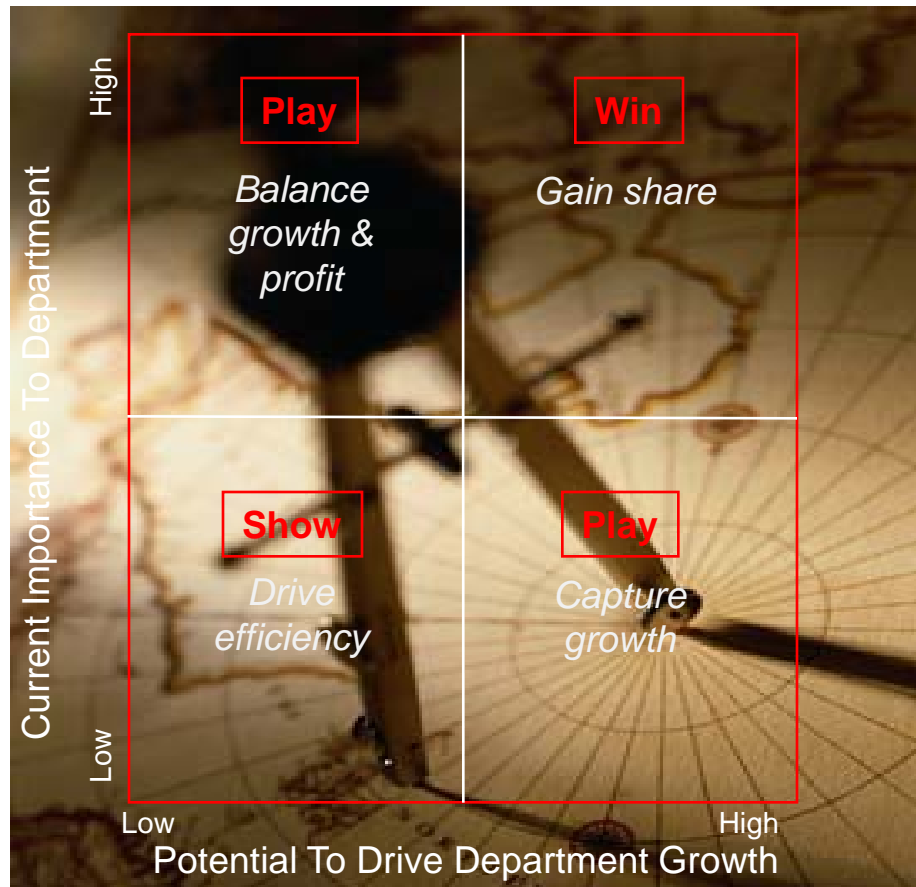 High
Current Importance To Department
Low
Play
Balance
growth &
profit
Win
Gain share
Show
Drive
efficiency
Play
Capture
growth
Low
High
Potential To Drive Department Growth